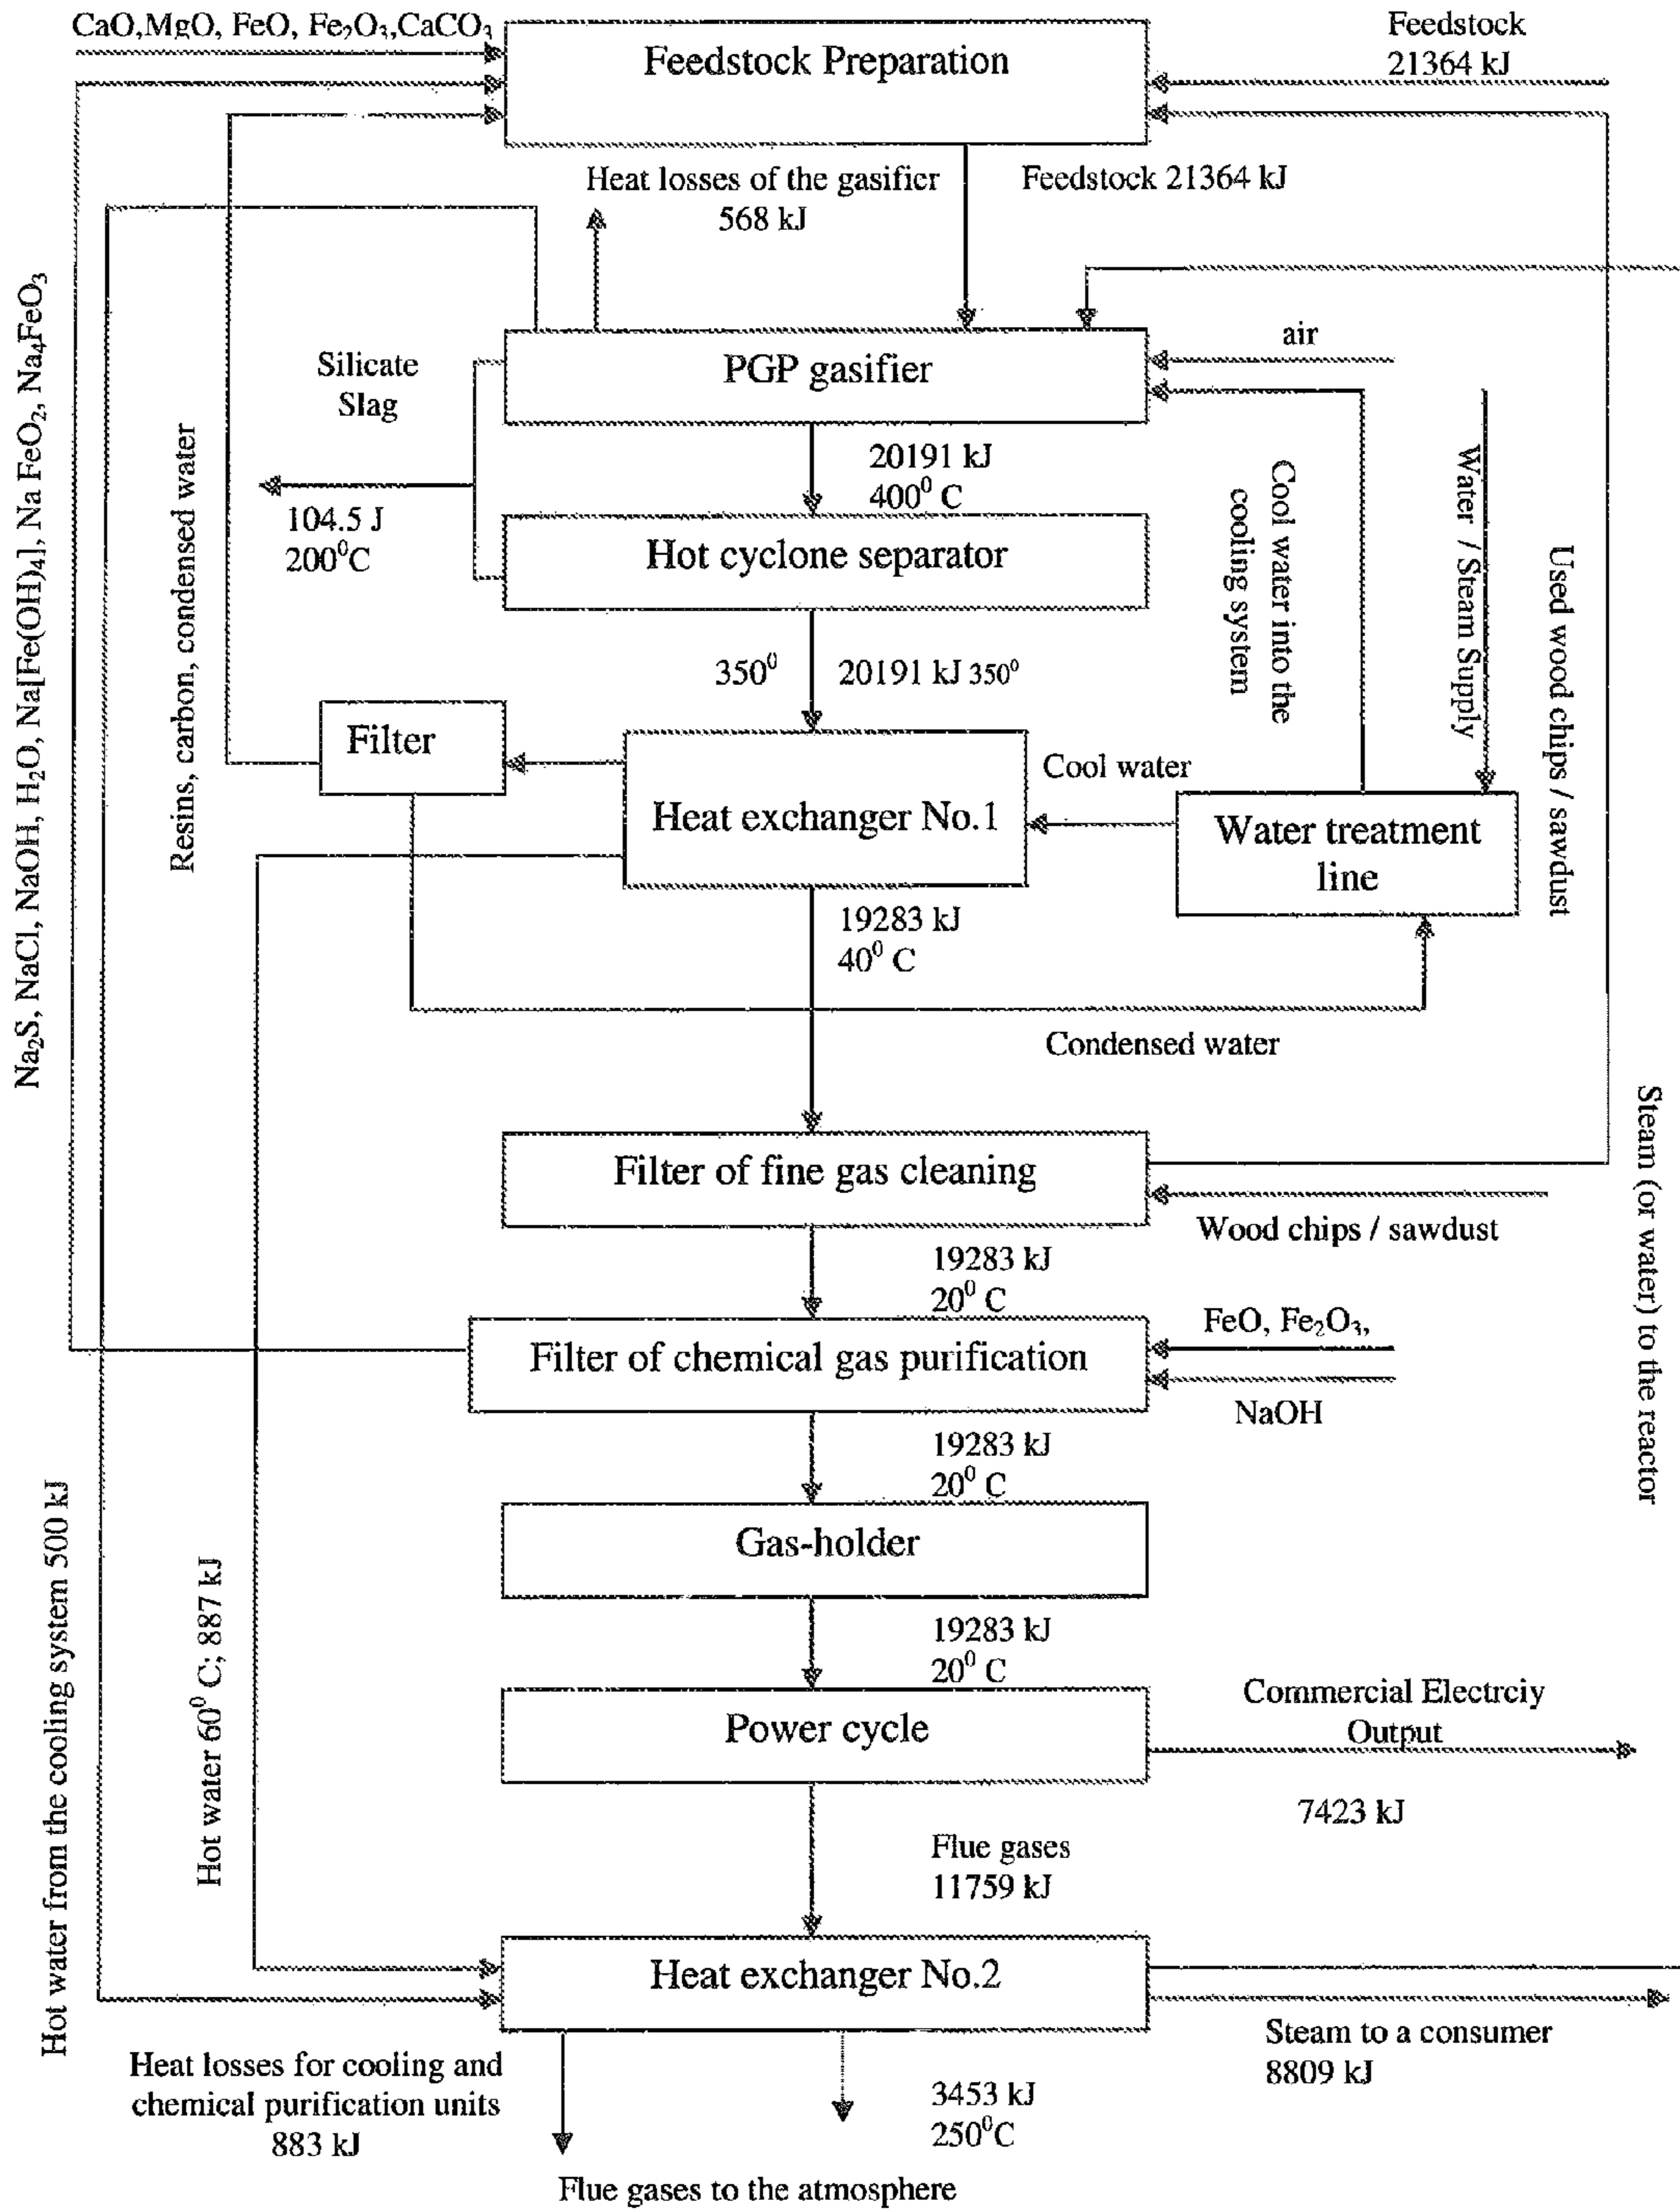 CaO,MgO, FeO, Fe₂O₃,CaCO₃
Feedstock
21364 kJ
Feedstock Preparation
Heat losses of the gasifier
568 kJ
Feedstock 21364 kJ
PGP gasifier
air
Silicate
Slag
104.5 J
200⁰C
20191 kJ
400⁰ C
Hot cyclone separator
350⁰
20191 kJ 350⁰
Cool water into the
cooling system
Water / Steam Supply
Used wood chips / sawdust
Na₂S, NaCl, NaOH, H₂O, Na[Fe(OH)₄], Na FeO₂, Na₄FeO₃
Resins, carbon, condensed water
Filter
Heat exchanger No.1
Cool water
Water treatment
line
19283 kJ
40⁰ C
Condensed water
Filter of fine gas cleaning
Wood chips / sawdust
Steam (or water) to the reactor
19283 kJ
20⁰ C
Filter of chemical gas purification
FeO, Fe₂O₃,
NaOH
19283 kJ
20⁰ C
Gas-holder
19283 kJ
20⁰ C
Hot water from the cooling system 500 kJ
Hot water 60⁰ C; 887 kJ
Power cycle
Commercial Electrciy
Output
7423 kJ
Flue gases
11759 kJ
Heat exchanger No.2
Steam to a consumer
8809 kJ
Heat losses for cooling and
chemical purification units
883 kJ
3453 kJ
250⁰C
Flue gases to the atmosphere